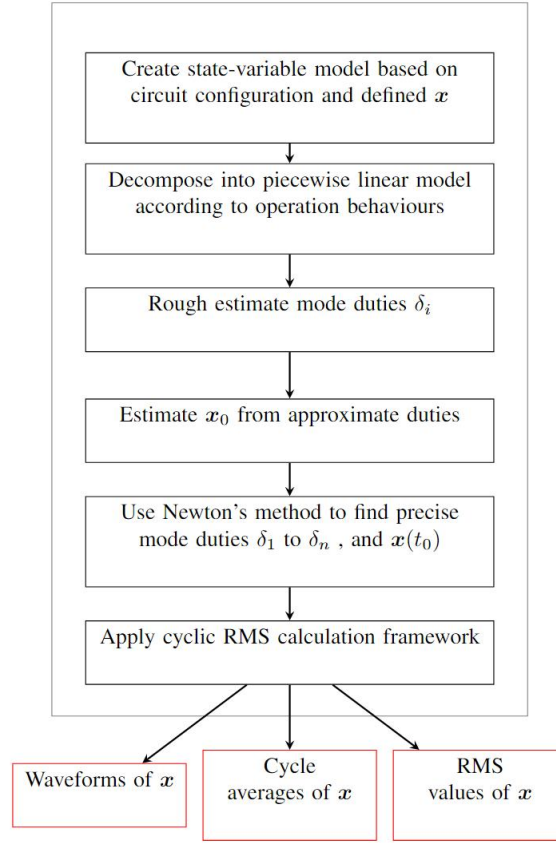 Create state-variable model based on
circuit configuration and defined x
Decompose into piecewise linear model
according to operation behaviours
Rough estimate mode duties δᵢ
Estimate x₀ from approximate duties
Use Newton's method to find precise
mode duties δ₁ to δₙ , and x(t₀)
Apply cyclic RMS calculation framework
Waveforms of x
Cycle
averages of x
RMS
values of x